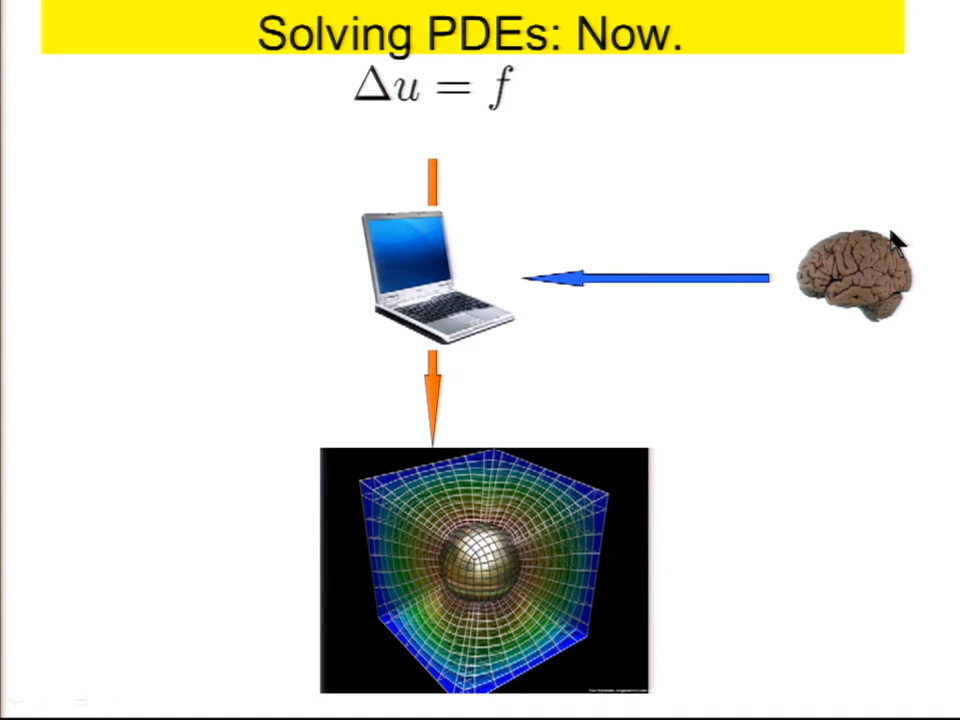 Solving PDEs: Now.
Δu = f